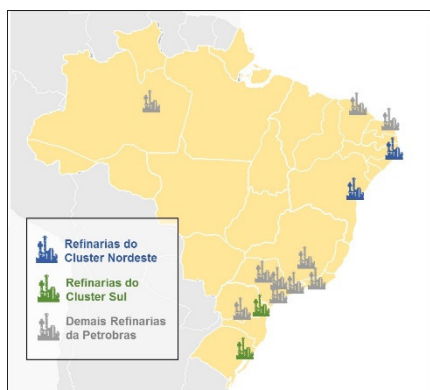 Refinarias do
Cluster Nordeste
Refinarias do
Cluster Sul
Demais Refinarias
da Petrobras